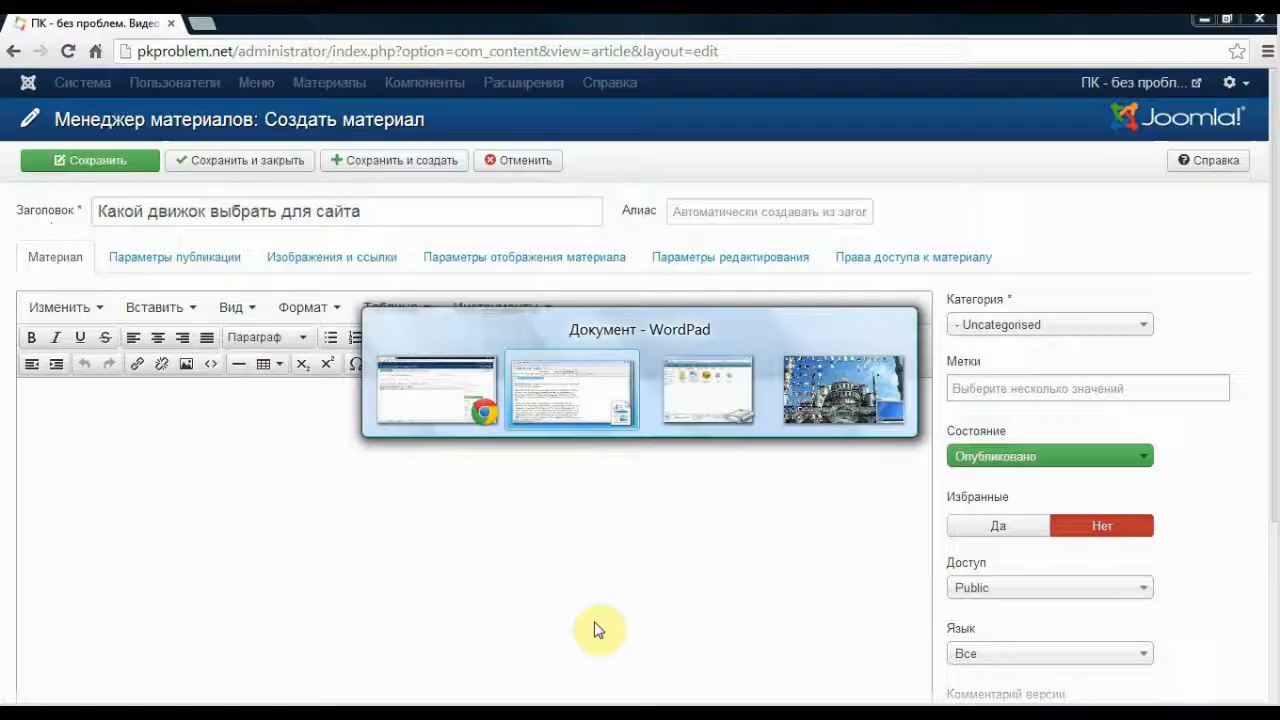 ПК - без проблем. Видео
pkproblem.net/administrator/index.php?option=com_content&view=article&layout=edit
Система Пользователи Меню Материалы Компоненты Расширения Справка ПК - без пробл...
Менеджер материалов: Создать материал Joomla!
Сохранить Сохранить и закрыть Сохранить и создать Отменить Справка
Заголовок * Какой движок выбрать для сайта Алиас Автоматически создавать из загол
Материал Параметры публикации Изображения и ссылки Параметры отображения материала Параметры редактирования Права доступа к материалу
Изменить Вставить Вид Формат Таблица Инструменты
Категория *
- Uncategorised
Документ - WordPad
B I U S Параграф
Метки
Выберите несколько значений
Состояние
Опубликовано
Избранные
Да Нет
Доступ
Public
Язык
Все
Комментарий версии